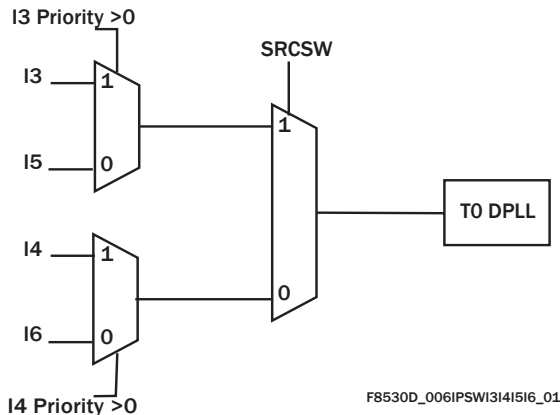 I3 Priority >0
SRCSW
I3
1
I5
0
1
T0 DPLL
I4
1
0
I6
0
I4 Priority >0
F8530D_006IPSWI3I4I5I6_01